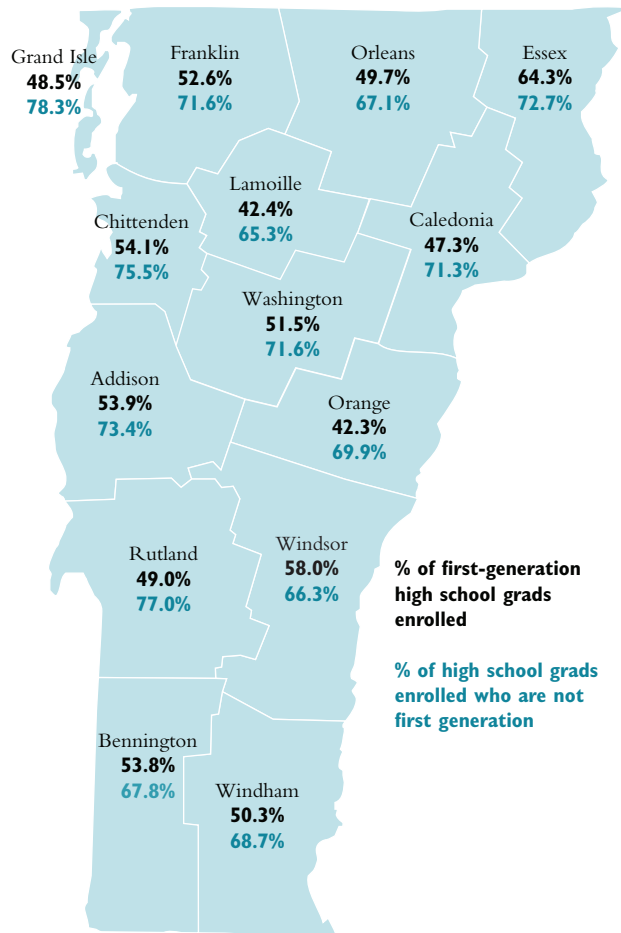 Grand Isle
48.5%
78.3%
Franklin
52.6%
71.6%
Orleans
49.7%
67.1%
Essex
64.3%
72.7%
Lamoille
42.4%
65.3%
Chittenden
54.1%
75.5%
Caledonia
47.3%
71.3%
Washington
51.5%
71.6%
Addison
53.9%
73.4%
Orange
42.3%
69.9%
Rutland
49.0%
77.0%
Windsor
58.0%
66.3%
% of first-generation
high school grads
enrolled
% of high school grads
enrolled who are not
first generation
Bennington
53.8%
67.8%
Windham
50.3%
68.7%